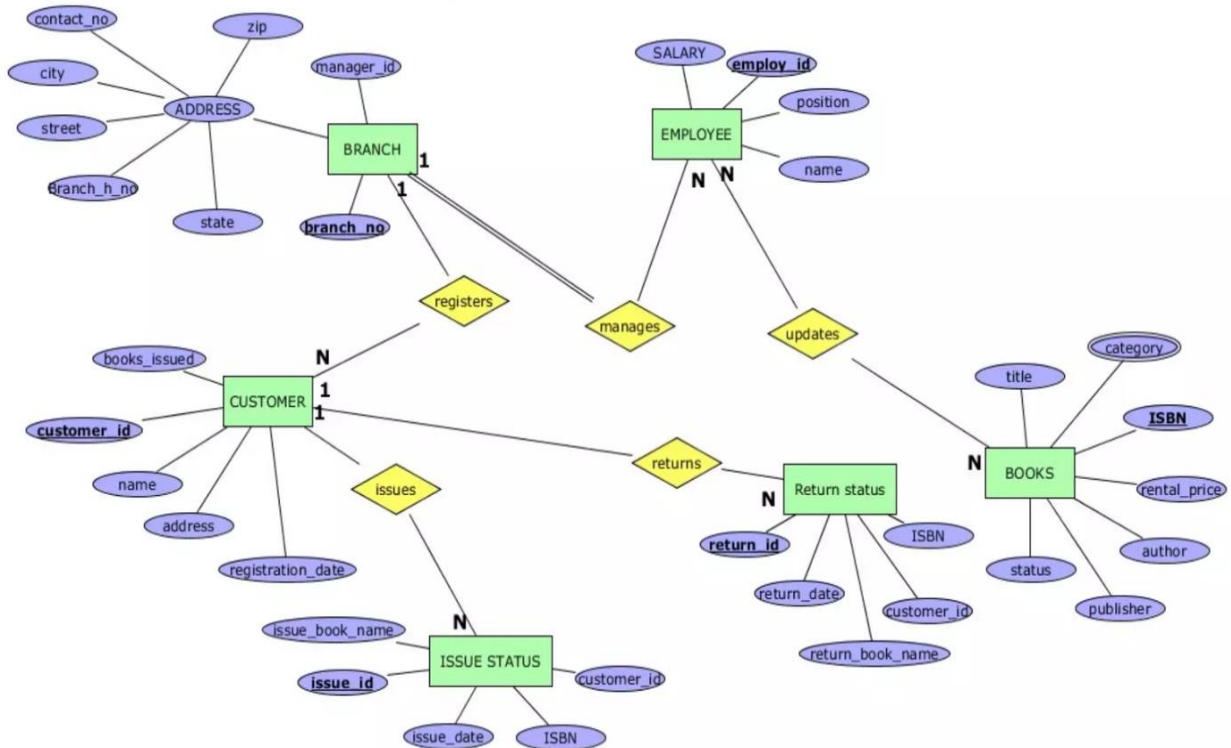 contact_no
zip
city
ADDRESS
street
Branch_h_no
state
manager_id
BRANCH
1
1
branch_no
SALARY
employ_id
position
EMPLOYEE
name
N
N
registers
manages
updates
books_issued
N
CUSTOMER
1
1
customer_id
name
address
registration_date
issues
returns
N
Return status
return_id
ISBN
return_date
customer_id
return_book_name
title
category
ISBN
N
BOOKS
rental_price
author
status
publisher
N
issue_book_name
ISSUE STATUS
issue_id
customer_id
issue_date
ISBN